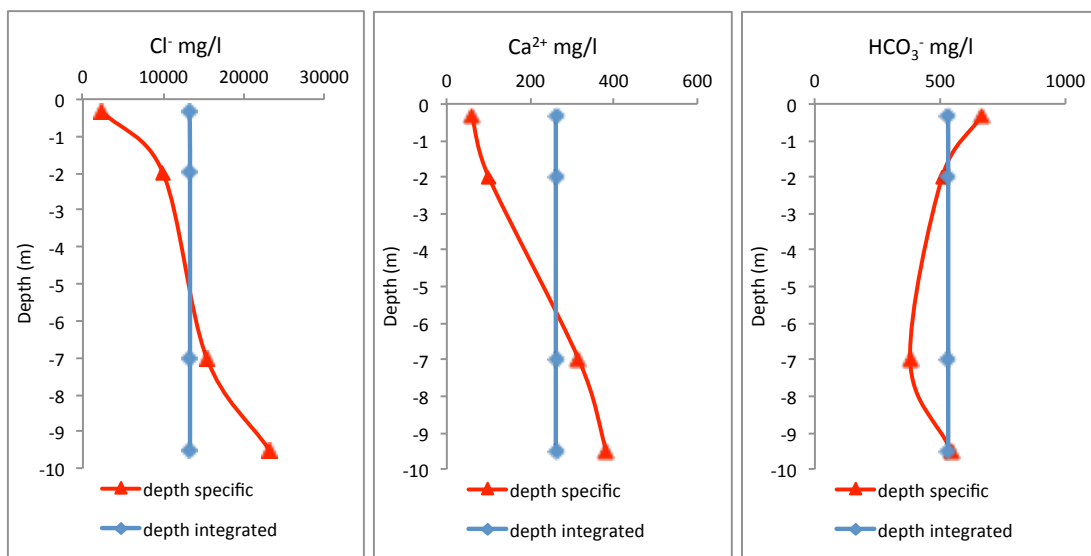 Cl⁻ mg/l
0 10000 20000 30000
0
-1
-2
-3
-4
-5
-6
-7
-8
-9
-10
Depth (m)
depth specific
depth integrated
Ca²⁺ mg/l
0 200 400 600
0
-1
-2
-3
-4
-5
-6
-7
-8
-9
-10
Depth (m)
depth specific
depth integrated
HCO₃⁻ mg/l
0 500 1000
0
-1
-2
-3
-4
-5
-6
-7
-8
-9
-10
Depth (m)
depth specific
depth integrated